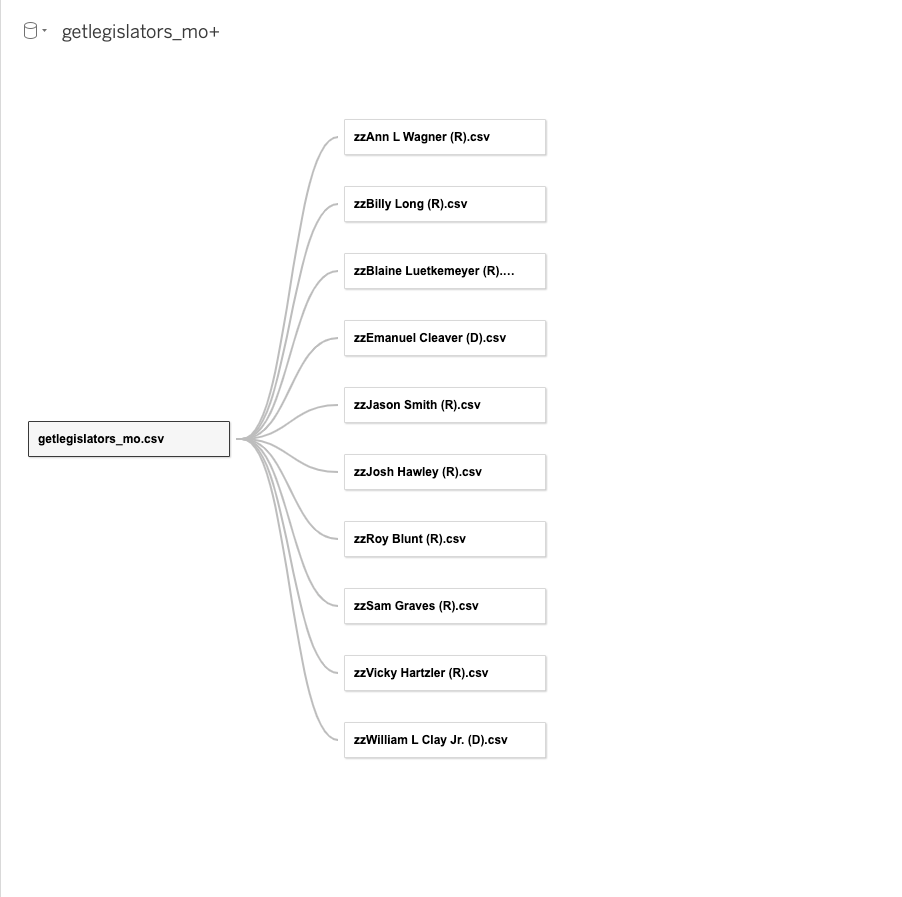 getlegislators_mo+
zzAnn L Wagner (R).csv
zzBilly Long (R).csv
zzBlaine Luetkemeyer (R)....
zzEmanuel Cleaver (D).csv
zzJason Smith (R).csv
getlegislators_mo.csv
zzJosh Hawley (R).csv
zzRoy Blunt (R).csv
zzSam Graves (R).csv
zzVicky Hartzler (R).csv
zzWilliam L Clay Jr. (D).csv